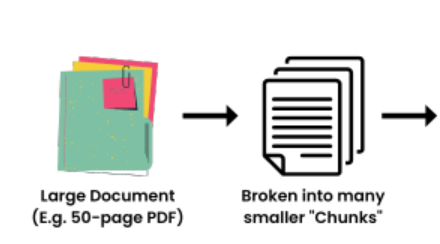 Large Document
(E.g. 50-page PDF)
Broken into many
smaller "Chunks"